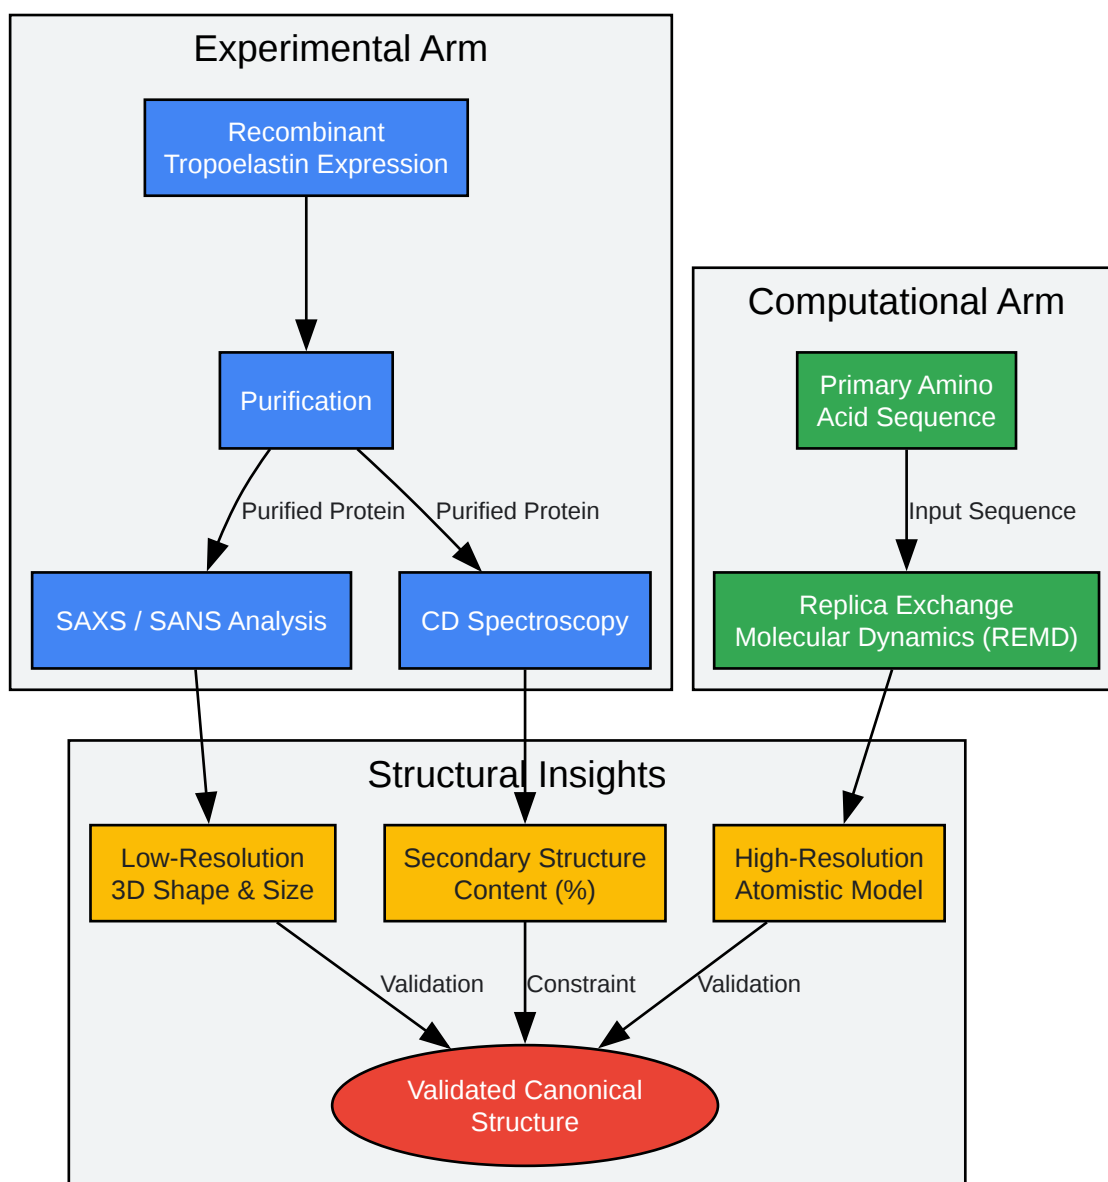 Experimental Arm
Recombinant
Tropoelastin Expression
Purification
Purified Protein
Purified Protein
SAXS / SANS Analysis
CD Spectroscopy
Computational Arm
Primary Amino
Acid Sequence
Input Sequence
Replica Exchange
Molecular Dynamics (REMD)
Structural Insights
Low-Resolution
3D Shape & Size
Secondary Structure
Content (%)
High-Resolution
Atomistic Model
Validation
Constraint
Validation
Validated Canonical
Structure